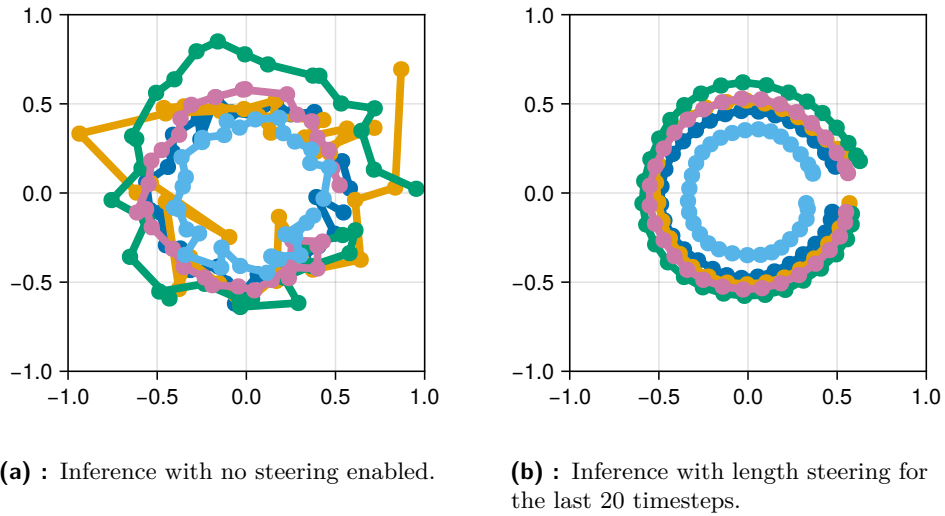 1.0
0.5
0.0
−0.5
−1.0
−1.0 −0.5 0.0 0.5 1.0
1.0
0.5
0.0
−0.5
−1.0
−1.0 −0.5 0.0 0.5 1.0
(a) : Inference with no steering enabled.
(b) : Inference with length steering for
the last 20 timesteps.